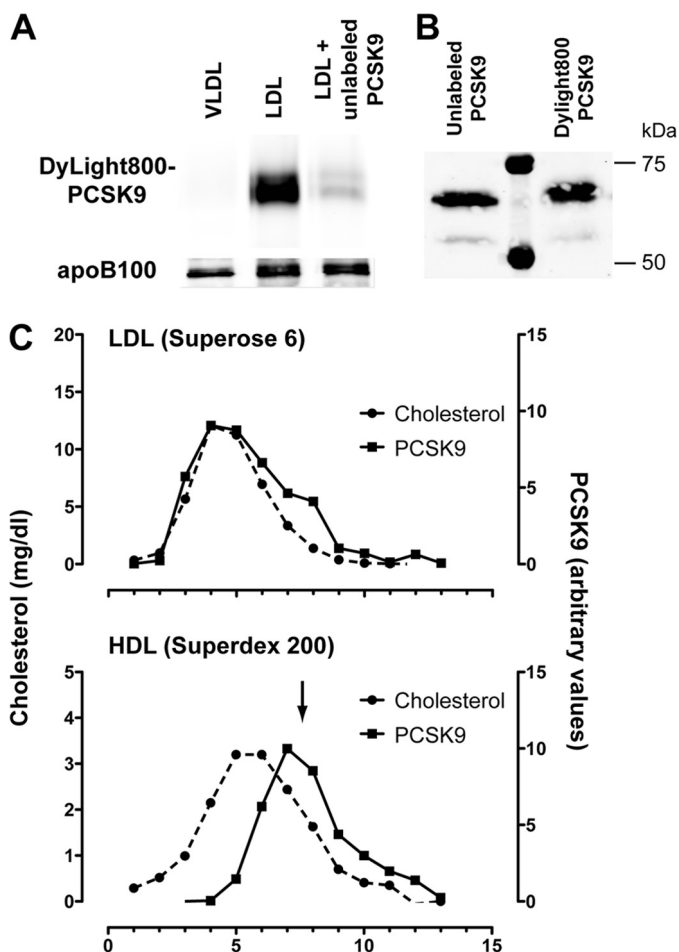 A
VLDL
LDL
LDL +
unlabeled
PCSK9
DyLight800-
PCSK9
apoB100
B
Unlabeled
PCSK9
Dylight800
PCSK9
kDa
75
50
C
LDL (Superose 6)
20
15
10
5
0
15
10
5
0
Cholesterol
PCSK9
Cholesterol (mg/dl)
PCSK9 (arbitrary values)
HDL (Superdex 200)
5
4
3
2
1
0
15
10
5
0
Cholesterol
PCSK9
0
5
10
15